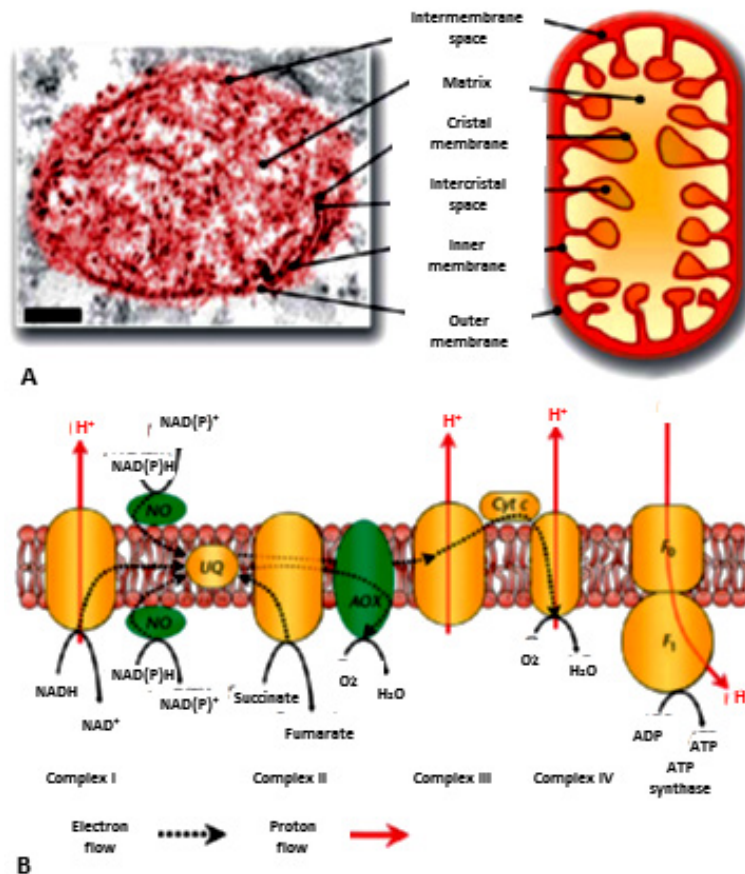 Intermembrane
space
Matrix
Cristal
membrane
Intercristal
space
Inner
membrane
Outer
membrane
A
H⁺
NAD(P)⁺
NAD(P)H
NO
UQ
NO
NAD(P)H
NAD(P)⁺
NADH
NAD⁺
Succinate
Fumarate
AOX
O2
H₂O
H⁺
Cyt c
H⁺
O2
H₂O
F₀
F₁
H
ADP
ATP
ATP
synthase
Complex I
Complex II
Complex III
Complex IV
Electron
flow
Proton
flow
B